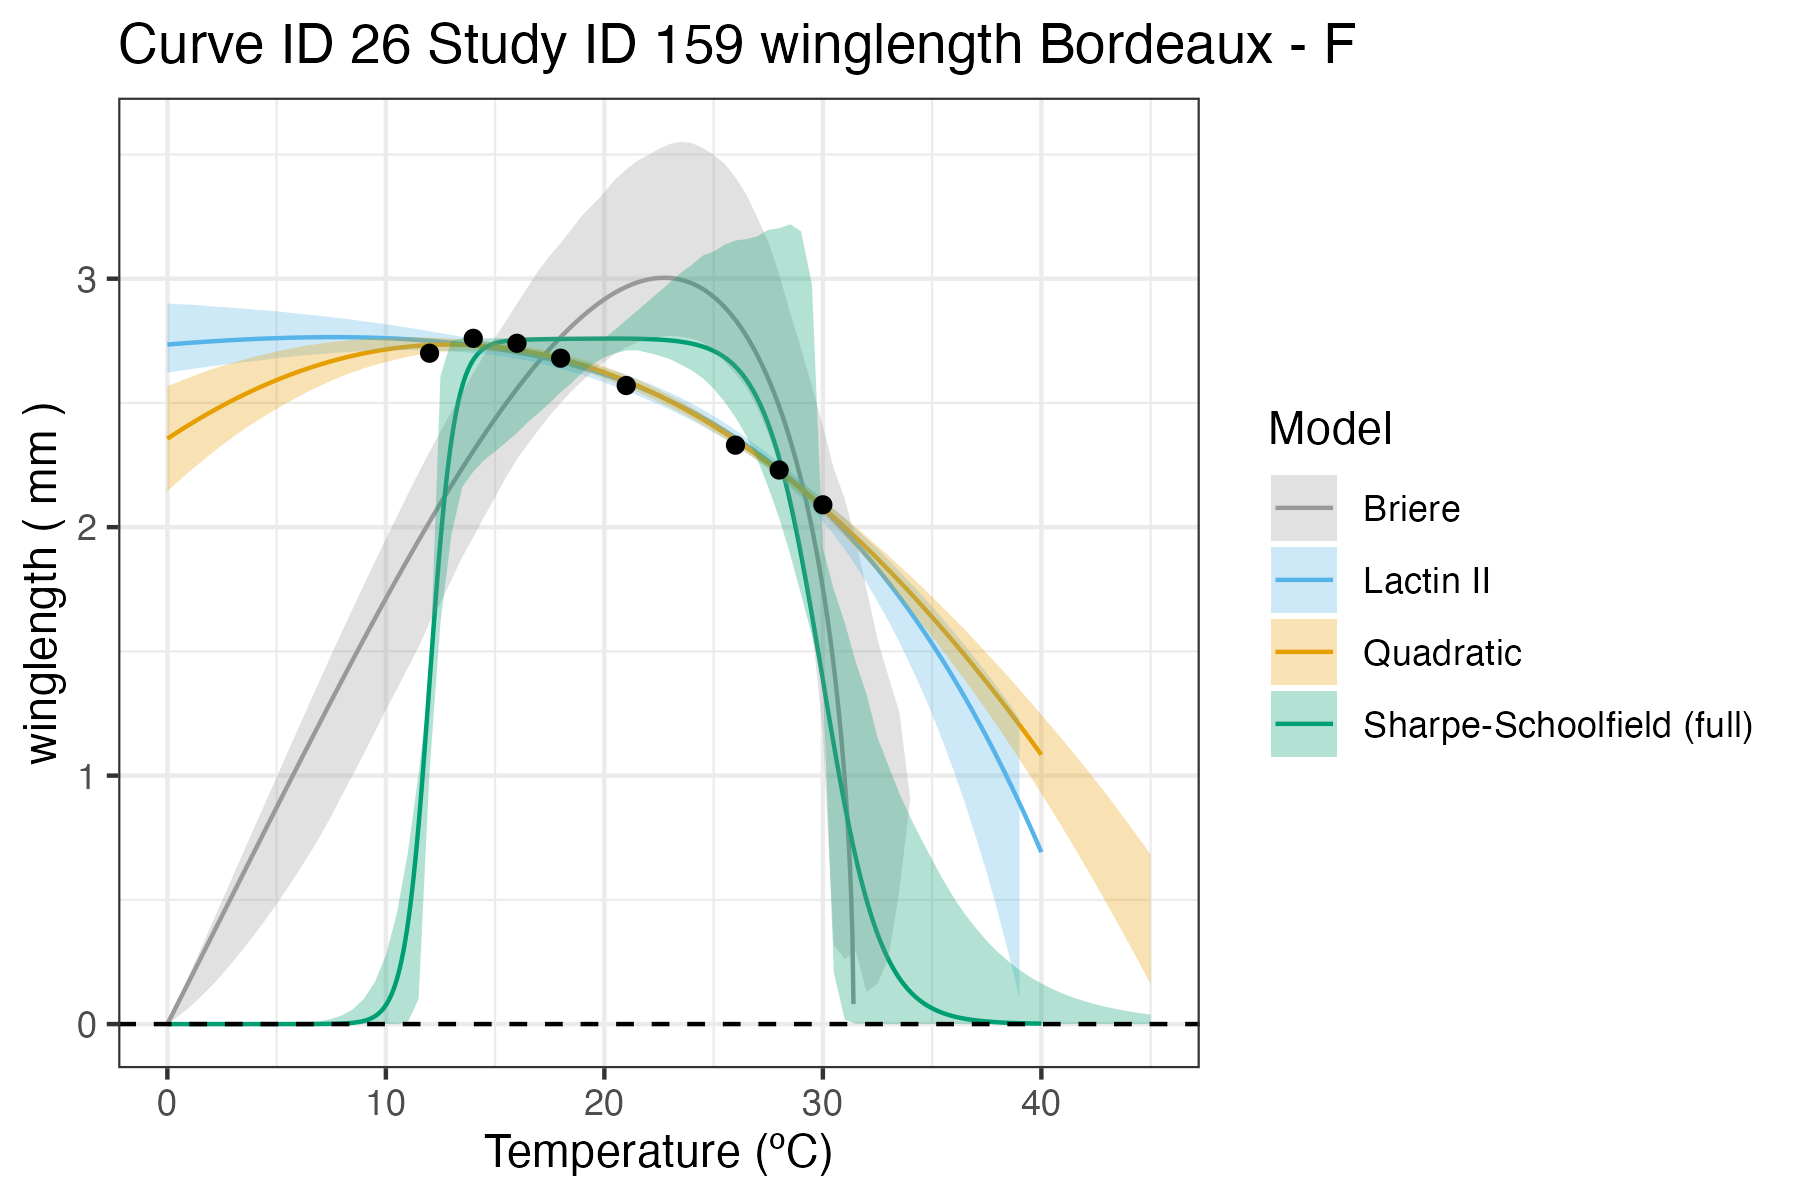 Curve ID 26 Study ID 159 winglength Bordeaux - F
winglength ( mm )
3
2
1
0
0 10 20 30 40
Temperature (ºC)
Model
Briere
Lactin II
Quadratic
Sharpe-Schoolfield (full)